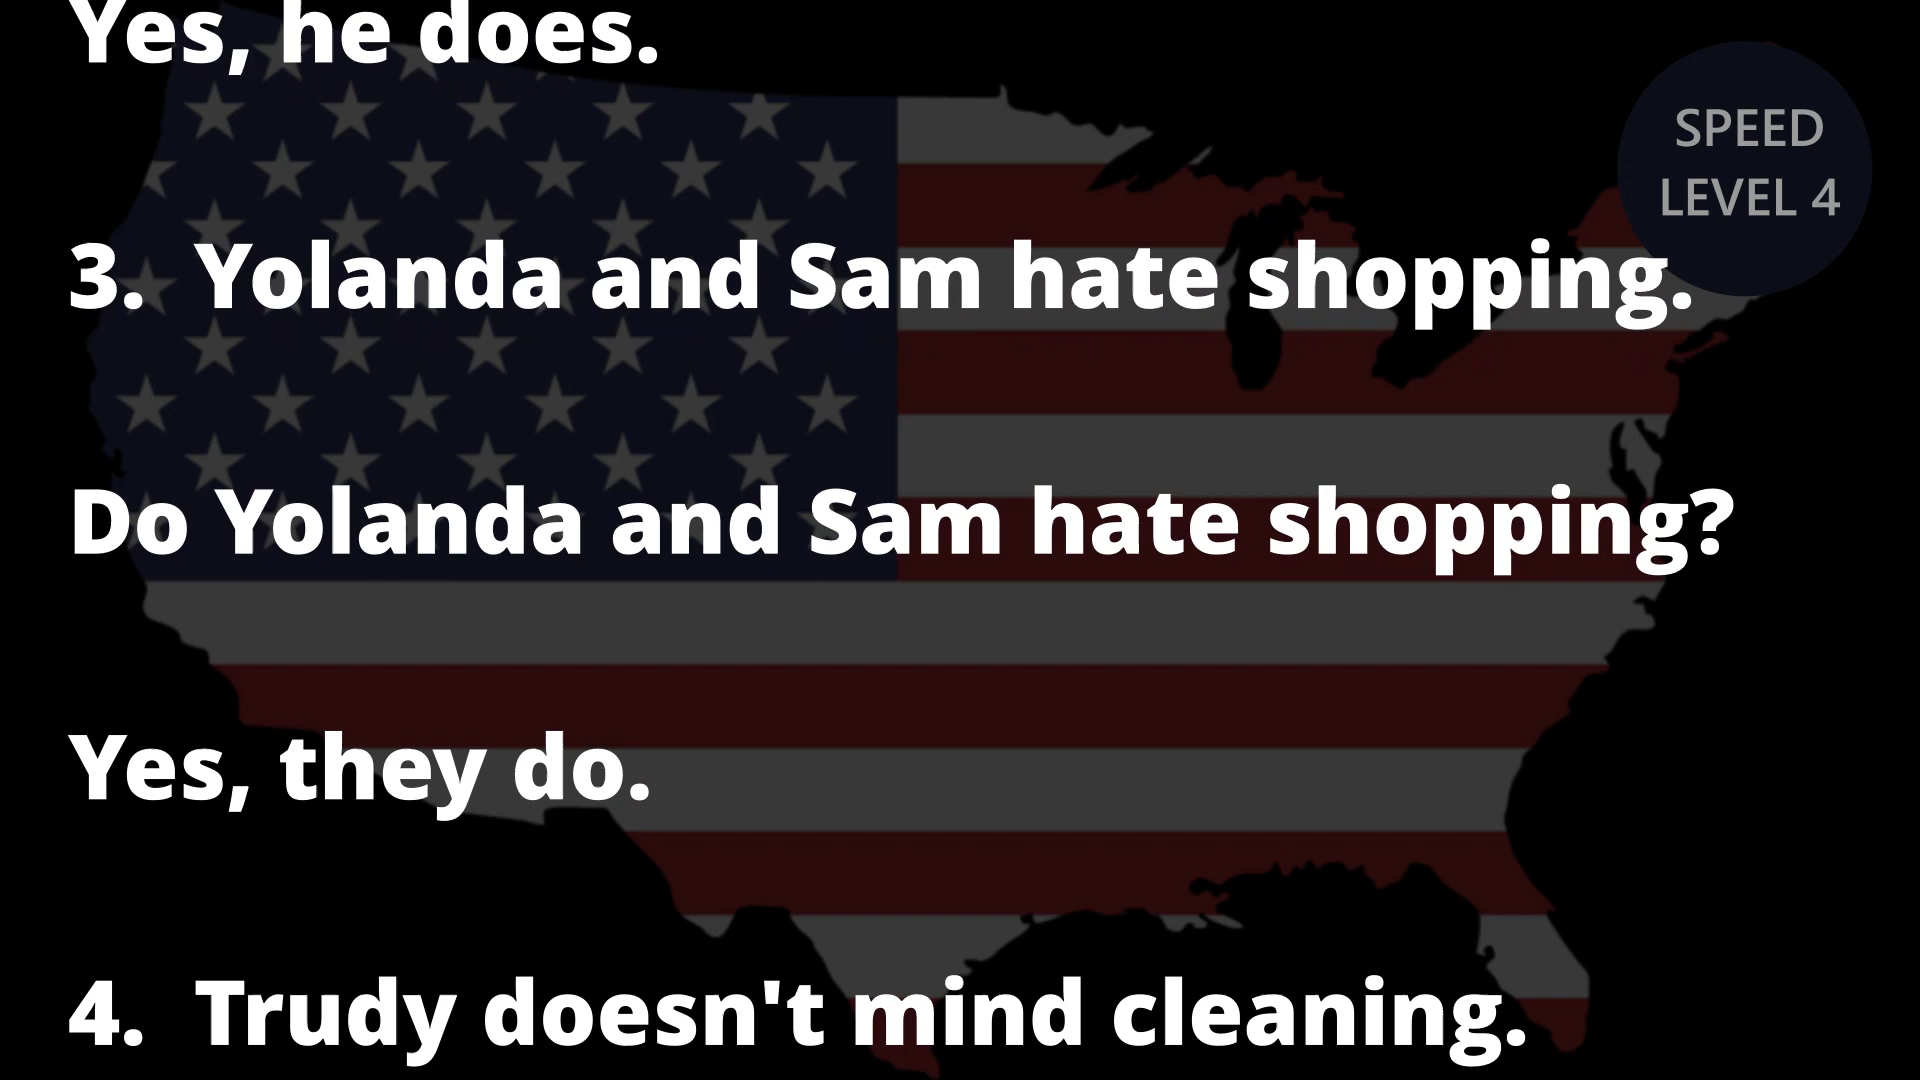 Yes, he does.
SPEED
LEVEL 4
3. Yolanda and Sam hate shopping.
Do Yolanda and Sam hate shopping?
Yes, they do.
4. Trudy doesn't mind cleaning.